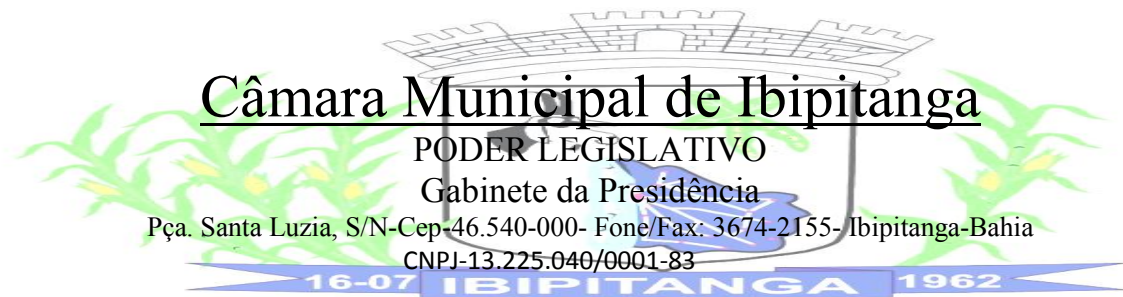 Câmara Municipal de Ibipitanga
PODER LEGISLATIVO
Gabinete da Presidência
Pça. Santa Luzia, S/N-Cep-46.540-000- Fone/Fax: 3674-2155- Ibipitanga-Bahia
CNPJ-13.225.040/0001-83
16-07 IBIPITANGA 1962